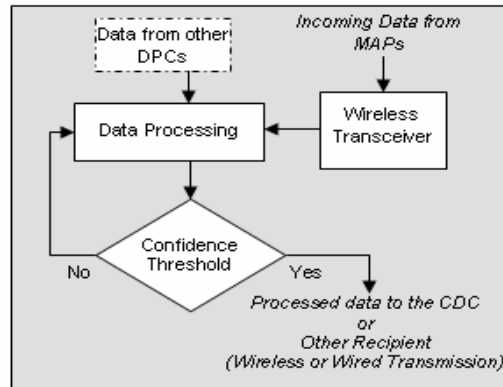 Data from other
DPCs
Incoming Data from
MAPs
Data Processing
Wireless
Transceiver
Confidence
Threshold
No
Yes
Processed data to the CDC
or
Other Recipient
(Wireless or Wired Transmission)